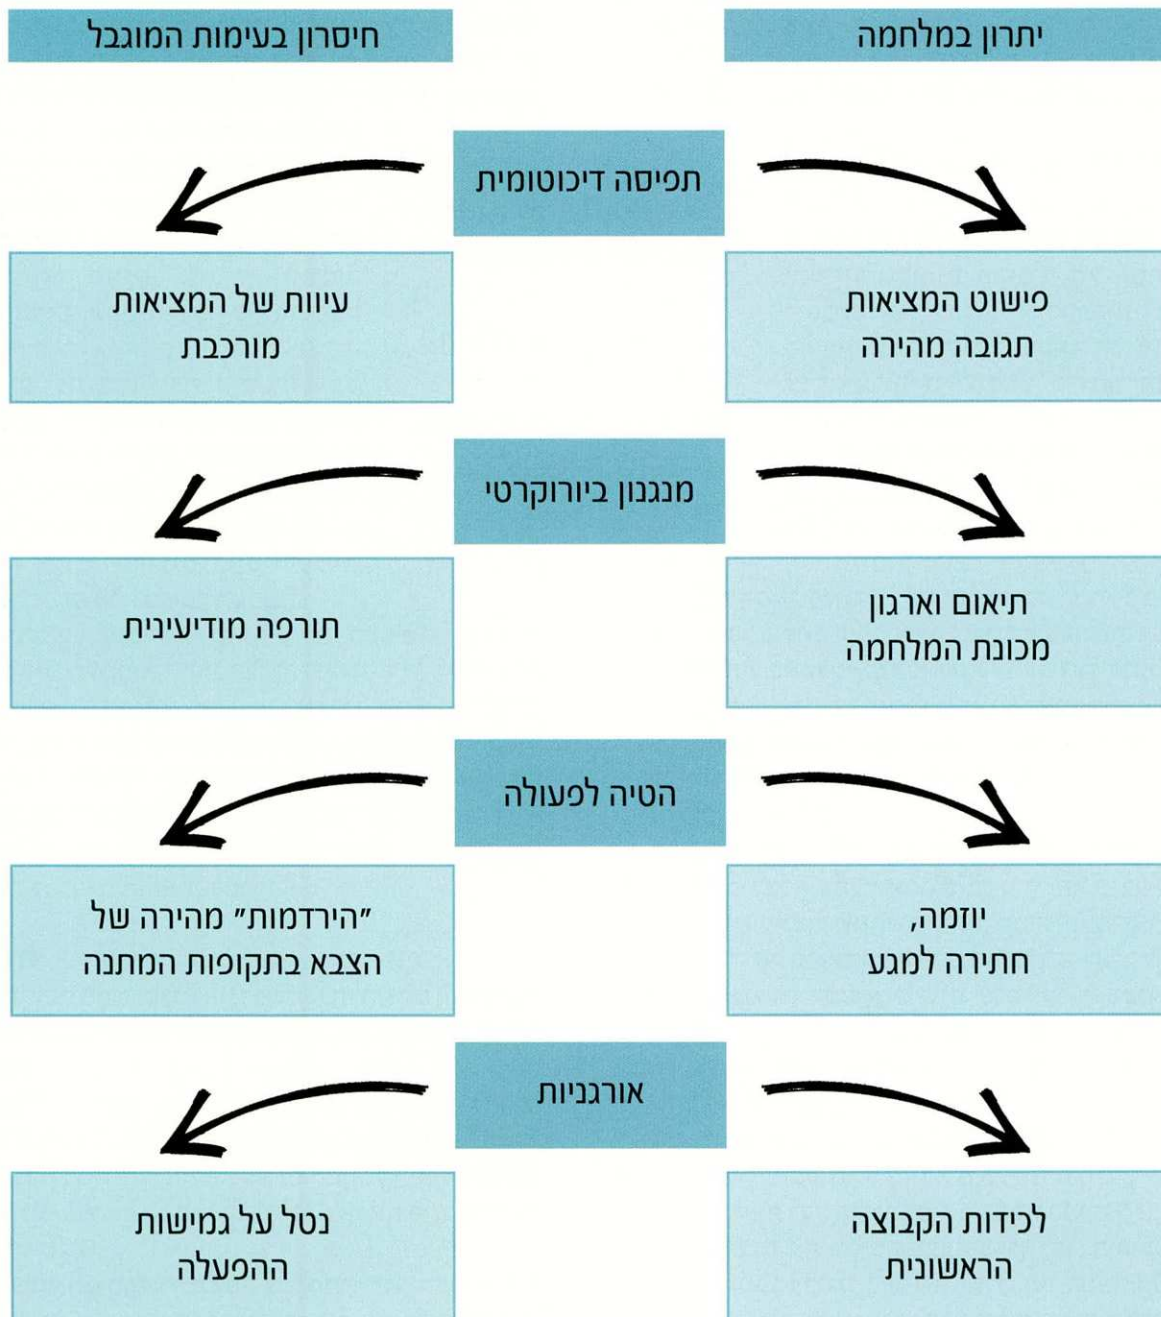 יתרון במלחמה
חיסרון בעימות המוגבל
תפיסה דיכוטומית
פישוט המציאות
תגובה מהירה
עיוות של המציאות
מורכבת
מנגנון ביורוקרטי
תיאום וארגון
מכונת המלחמה
תורפה מודיעינית
הטיה לפעולה
יוזמה,
חתירה למגע
"הירדמות" מהירה של
הצבא בתקופות המתנה
אורגניות
לכידות הקבוצה
הראשונית
נטל על גמישות
ההפעלה